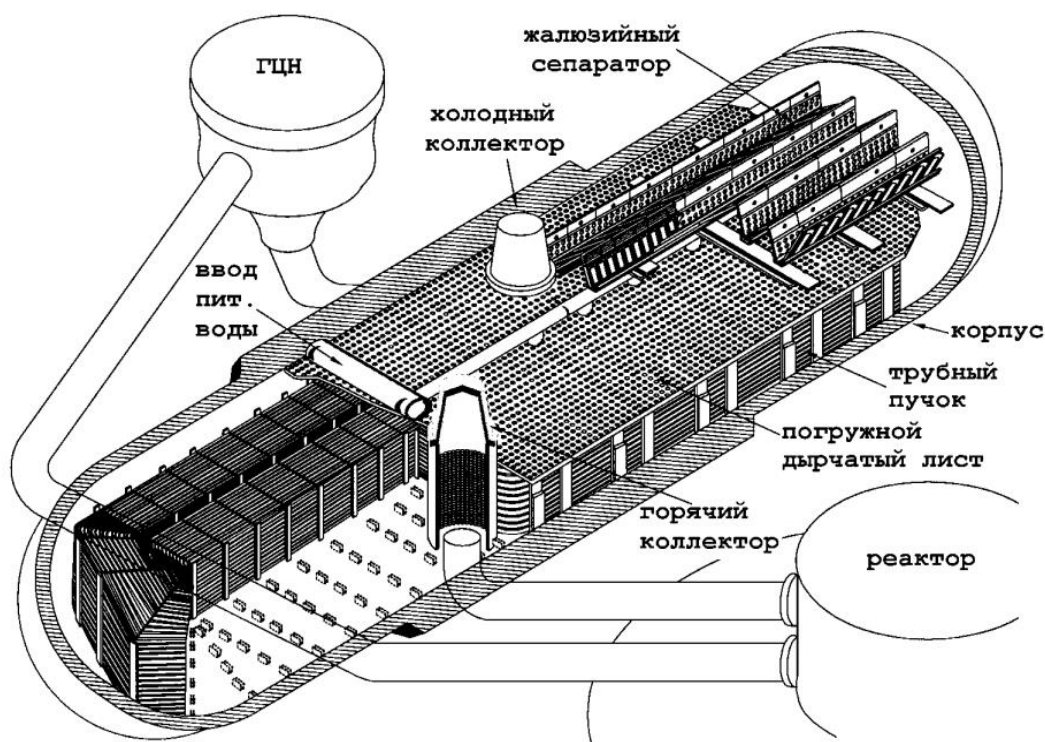 ГЦН
жалюзийный
сепаратор
холодный
коллектор
ввод
пит.
воды
корпус
трубный
пучок
погружной
дырчатый лист
горячий
коллектор
реактор